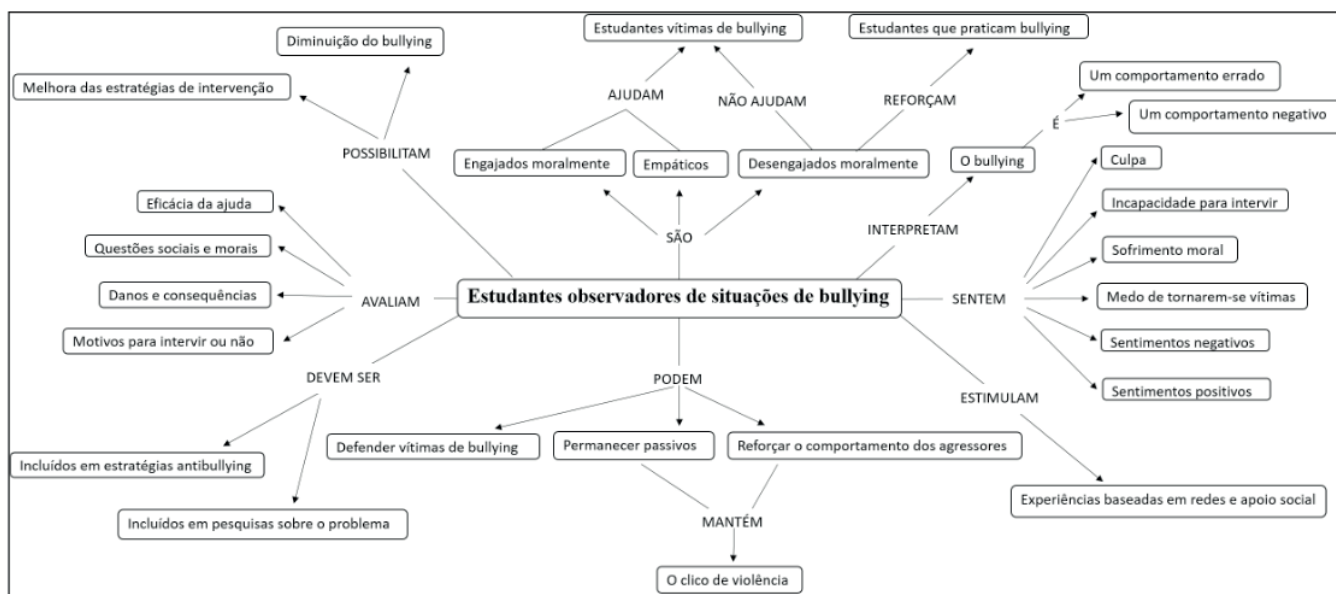 Estudantes vítimas de bullying
Estudantes que praticam bullying
Diminuição do bullying
Melhora das estratégias de intervenção
Um comportamento errado
AJUDAM
NÃO AJUDAM
REFORÇAM
É
Um comportamento negativo
POSSIBILITAM
Engajados moralmente
Empáticos
Desengajados moralmente
O bullying
Culpa
Eficácia da ajuda
Incapacidade para intervir
SÃO
INTERPRETAM
Questões sociais e morais
Sofrimento moral
Danos e consequências
AVALIAM
Estudantes observadores de situações de bullying
SENTEM
Medo de tornarem-se vítimas
Motivos para intervir ou não
Sentimentos negativos
DEVEM SER
PODEM
Sentimentos positivos
ESTIMULAM
Defender vítimas de bullying
Permanecer passivos
Reforçar o comportamento dos agressores
Incluídos em estratégias antibullying
Experiências baseadas em redes e apoio social
Incluídos em pesquisas sobre o problema
MANTÉM
O clico de violência